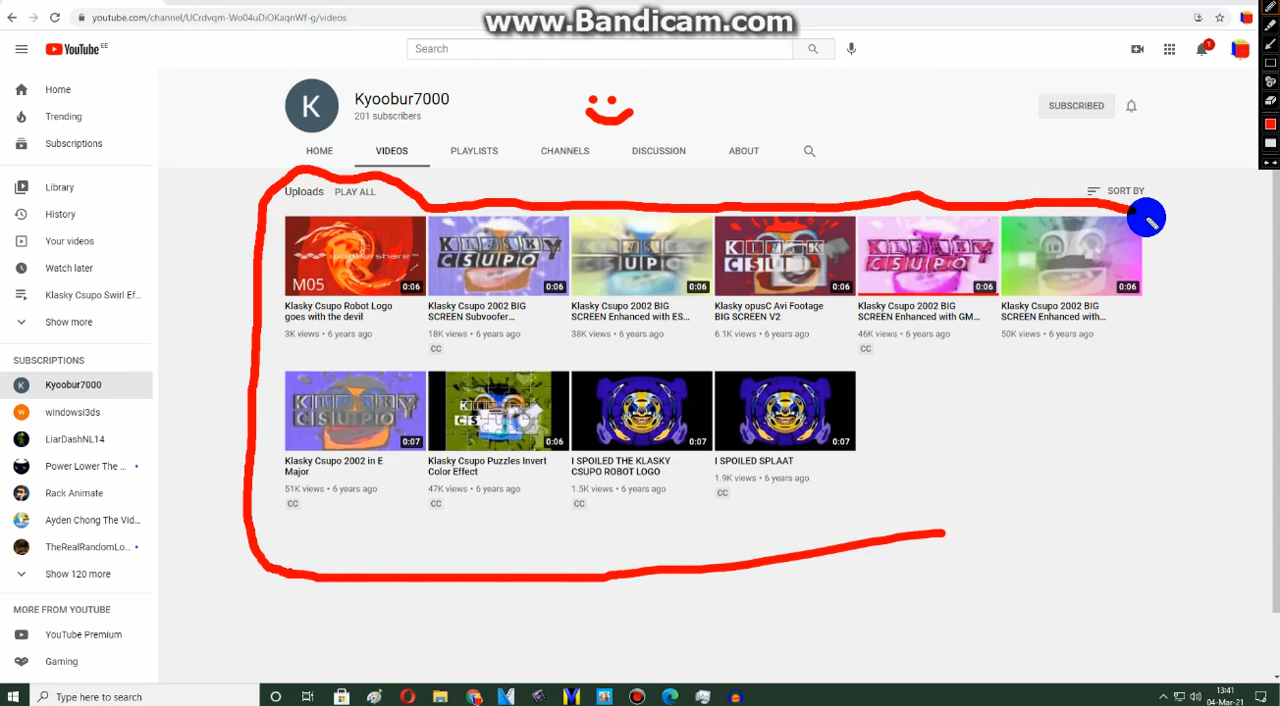 youtube.com/channel/UCrdvqm-Wo04uDiOKaqnWf-g/videos
www.Bandicam.com
YouTube EE
Search
1
Home
Trending
Subscriptions
Library
History
Your videos
Watch later
Klasky Csupo Swirl Ef...
Show more
SUBSCRIPTIONS
K Kyoobur7000
w windowsi3ds
LiarDashNL14
Power Lower The ...
Rack Animate
Ayden Chong The Vid...
TheRealRandomLo...
Show 120 more
MORE FROM YOUTUBE
YouTube Premium
Gaming
K
Kyoobur7000
201 subscribers
SUBSCRIBED
HOME VIDEOS PLAYLISTS CHANNELS DISCUSSION ABOUT
Uploads PLAY ALL SORT BY
wondershare
M05 0:06
Klasky Csupo Robot Logo
goes with the devil
3K views • 6 years ago
KLASKY
CSUPO
0:06
Klasky Csupo 2002 BIG
SCREEN Subvoofer...
18K views • 6 years ago
CC
0:06
Klasky Csupo 2002 BIG
SCREEN Enhanced with ES...
38K views • 6 years ago
0:06
Klasky opusC Avi Footage
BIG SCREEN V2
6.1K views • 6 years ago
KLASKY
CSUPO
0:06
Klasky Csupo 2002 BIG
SCREEN Enhanced with GM...
46K views • 6 years ago
CC
0:06
Klasky Csupo 2002 BIG
SCREEN Enhanced with...
50K views • 6 years ago
KLASKY
CSUPO
0:07
Klasky Csupo 2002 in E
Major
51K views • 6 years ago
CC
0:06
Klasky Csupo Puzzles Invert
Color Effect
47K views • 6 years ago
CC
0:07
I SPOILED THE KLASKY
CSUPO ROBOT LOGO
1.5K views • 6 years ago
CC
0:07
I SPOILED SPLAAT
1.9K views • 6 years ago
CC
Type here to search
13:41
04-Mar-21